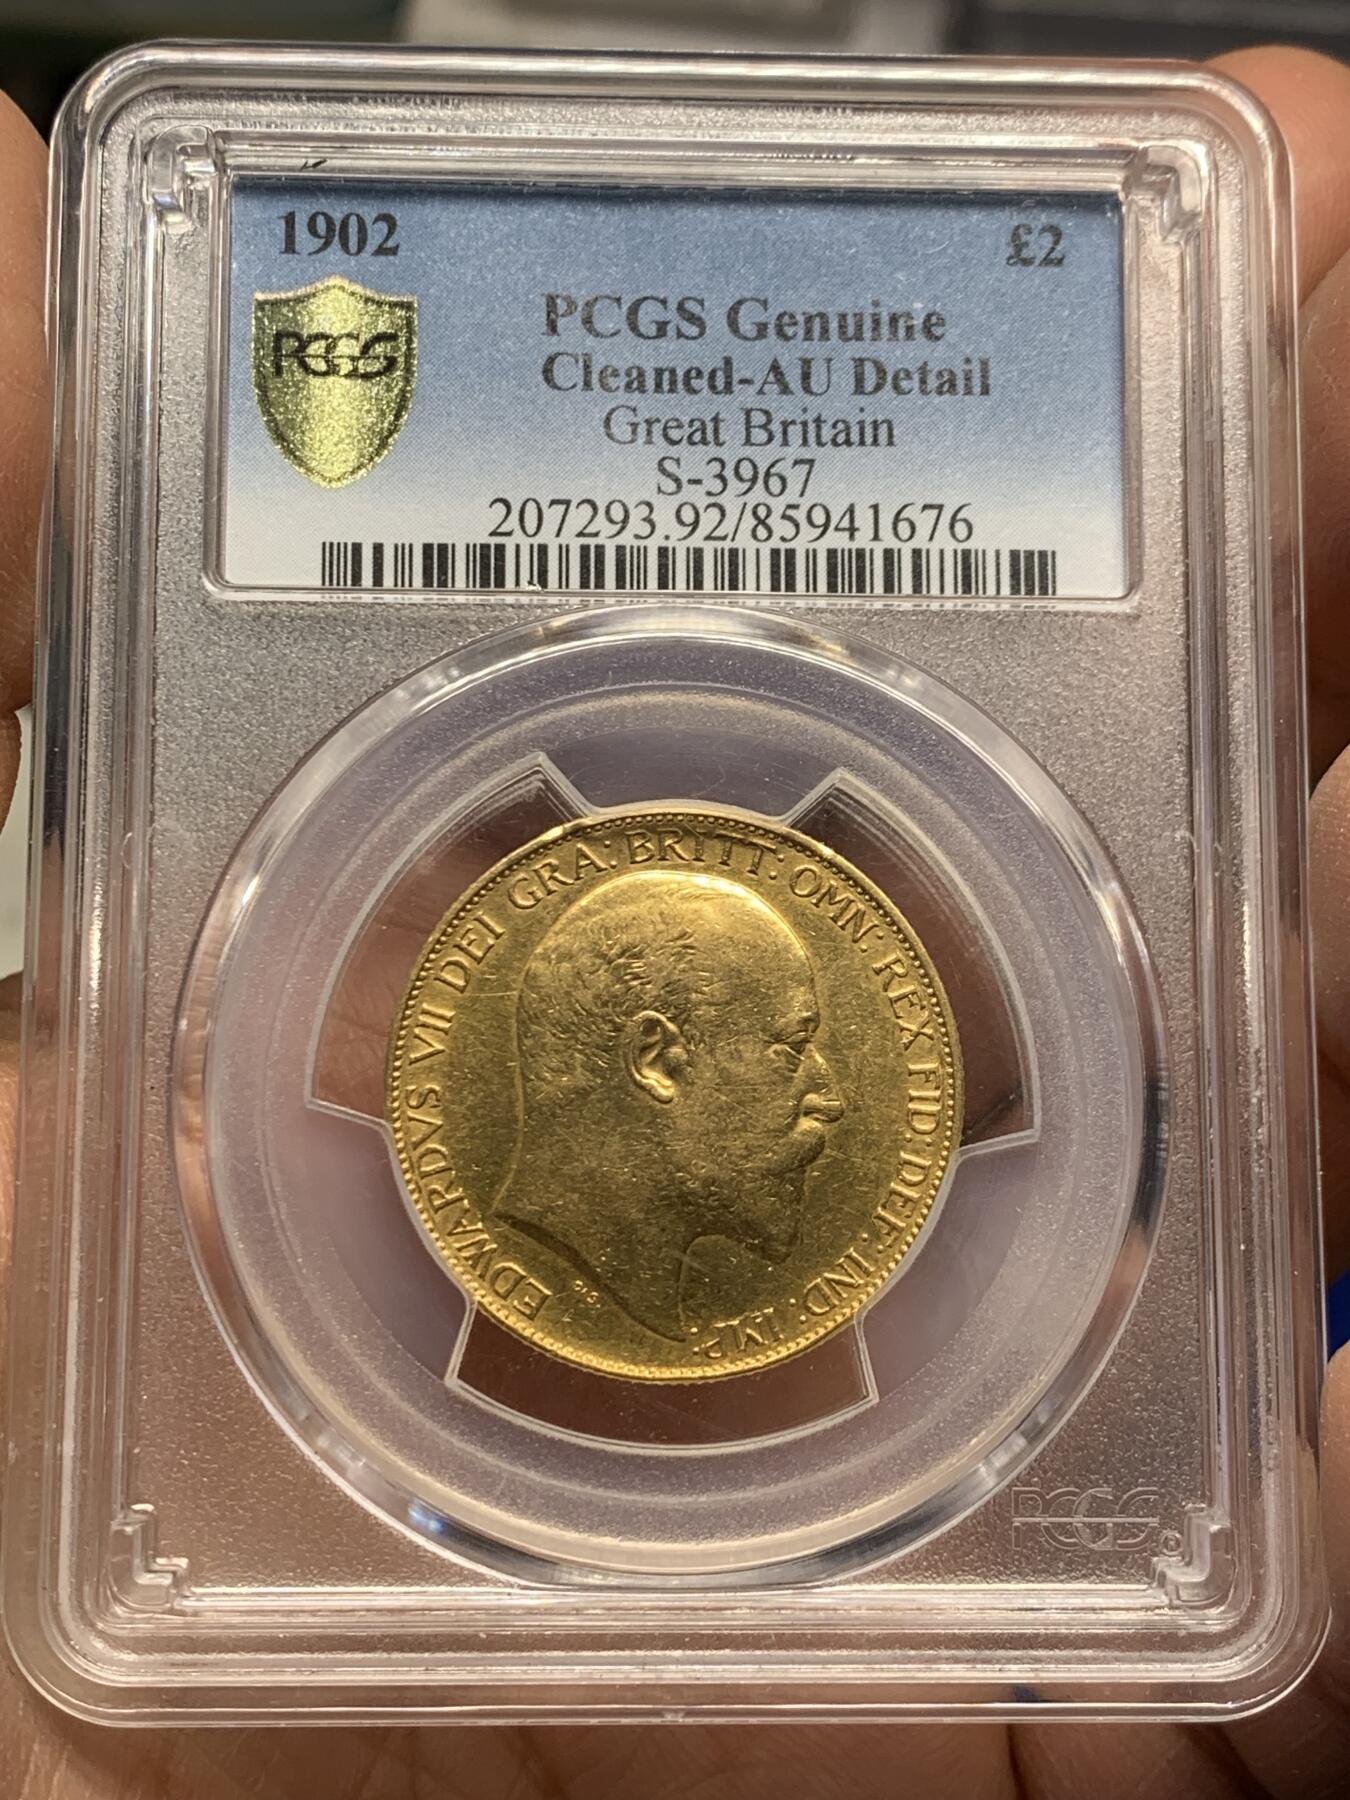 1902 £2
PCGS
PCGS Genuine
Cleaned-AU Detail
Great Britain
S-3967
207293.92/85941676
EDWARDVS VII DEI GRA: BRITT: OMN: REX FID: DEF: IND: IMP:
PCGS